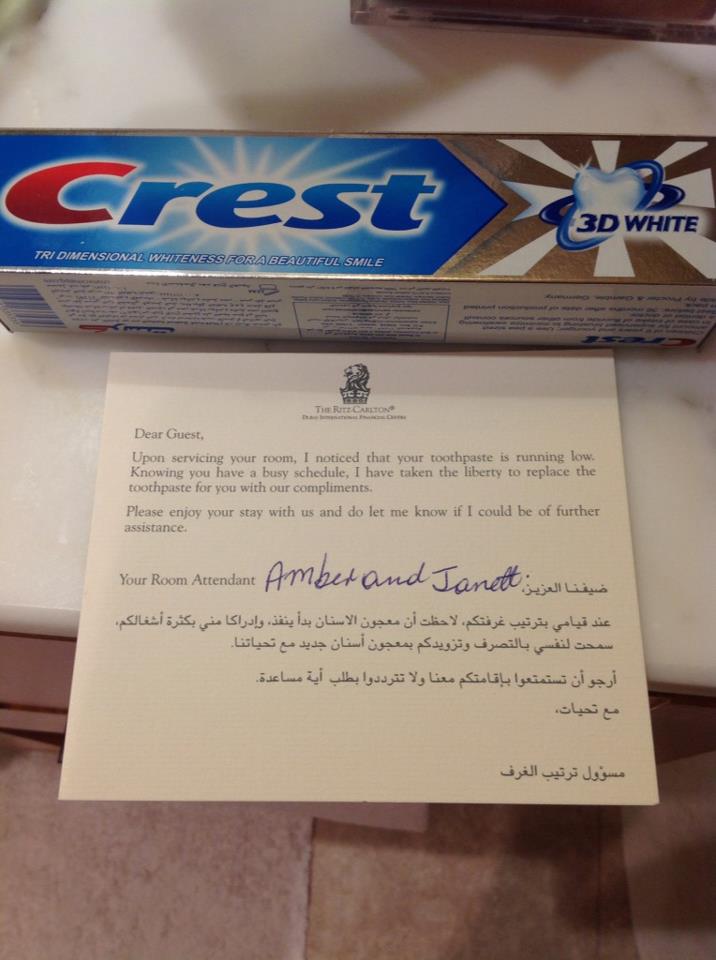 Crest
3D WHITE
TRI DIMENSIONAL WHITENESS FOR A BEAUTIFUL SMILE
كرست
Crest
THE RITZ-CARLTON®
DUBAI INTERNATIONAL FINANCIAL CENTRE
Dear Guest,
Upon servicing your room, I noticed that your toothpaste is running low.
Knowing you have a busy schedule, I have taken the liberty to replace the
toothpaste for you with our compliments.
Please enjoy your stay with us and do let me know if I could be of further
assistance.
Your Room Attendant Amber and Janett
ضيفنا العزيز،
عند قيامي بترتيب غرفتكم، لاحظت أن معجون الاسنان بدأ ينفذ، وإدراكا مني بكثرة أشغالكم،
سمحت لنفسي بالتصرف وتزويدكم بمعجون أسنان جديد مع تحياتنا.
أرجو أن تستمتعوا بإقامتكم معنا ولا تترددوا بطلب أية مساعدة.
مع تحيات،
مسؤول ترتيب الغرف